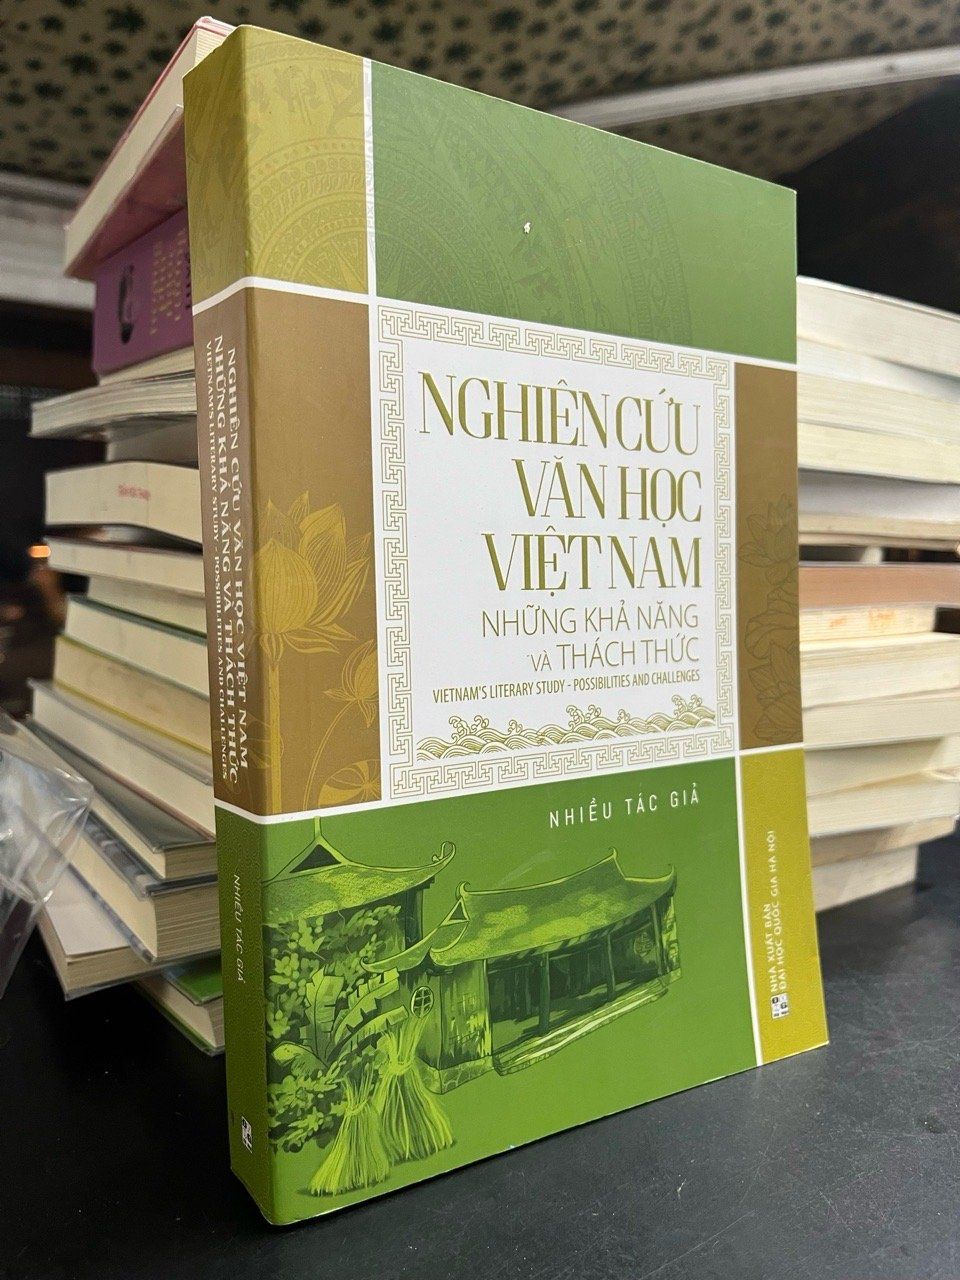 NGHIÊN CỨU
VĂN HỌC
VIỆT NAM
NHỮNG KHẢ NĂNG
VÀ THÁCH THỨC
VIETNAM'S LITERARY STUDY - POSSIBILITIES AND CHALLENGES
NHIỀU TÁC GIẢ
NHÀ XUẤT BẢN
ĐẠI HỌC QUỐC GIA HÀ NỘI
NGHIÊN CỨU VĂN HỌC VIỆT NAM
NHỮNG KHẢ NĂNG VÀ THÁCH THỨC
VIETNAM'S LITERARY STUDY - POSSIBILITIES AND CHALLENGES
NHIỀU TÁC GIẢ